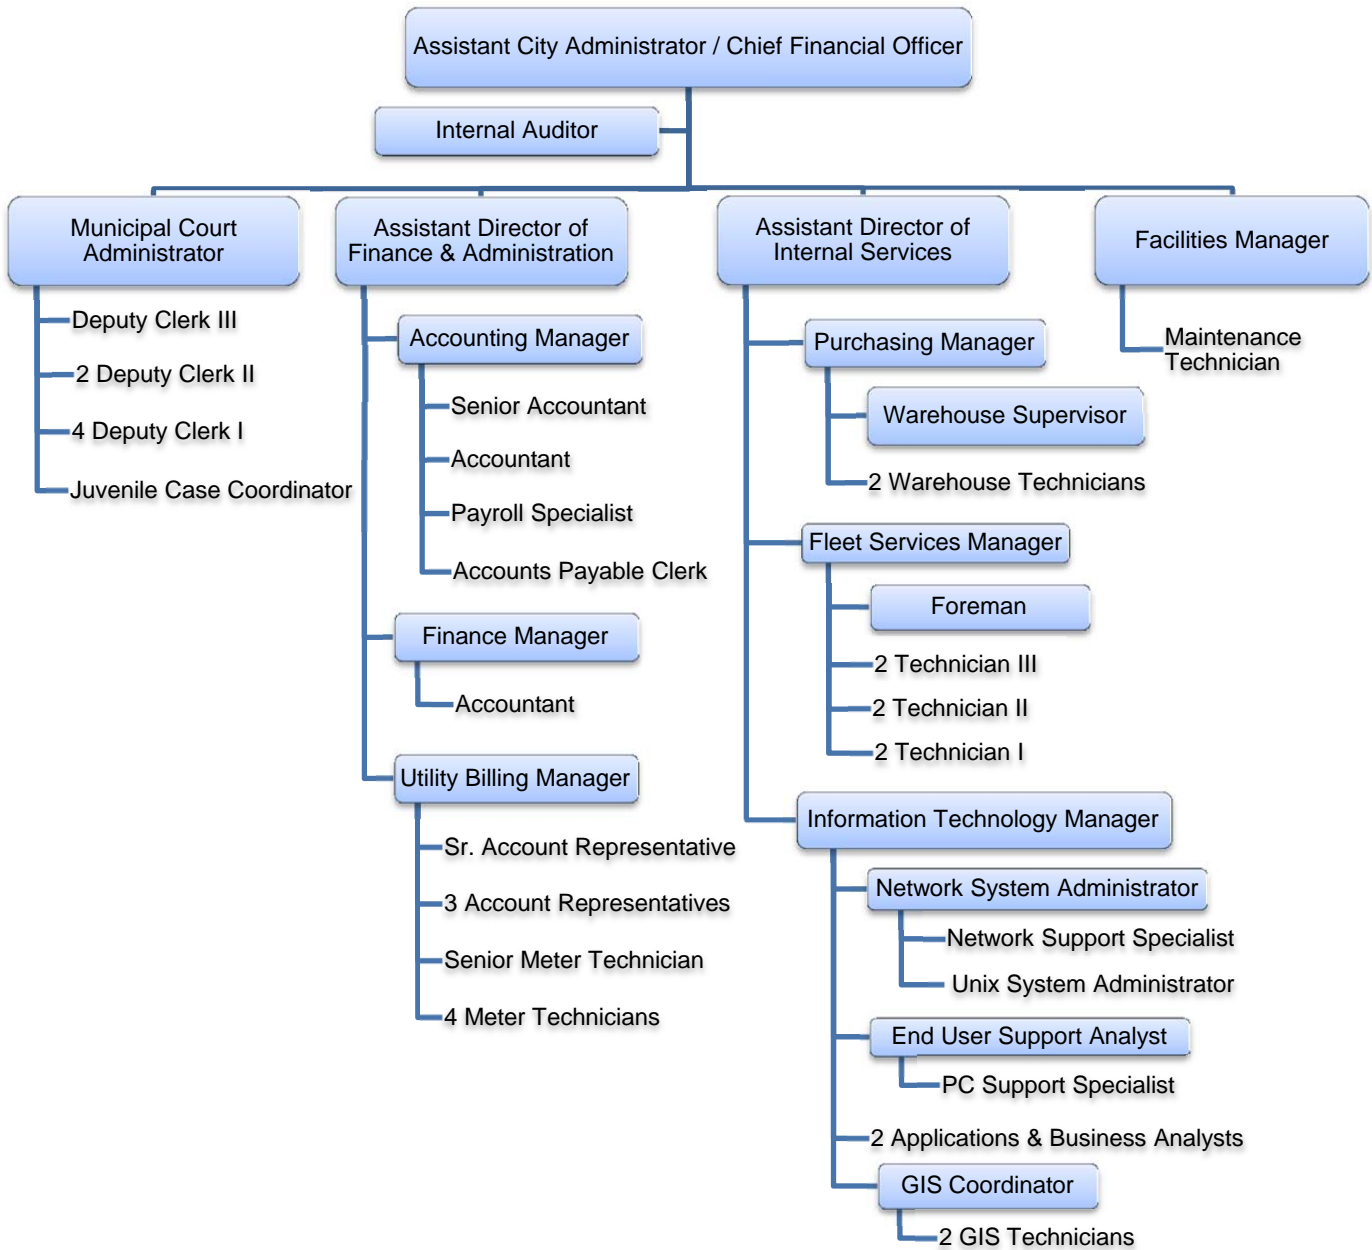 Assistant City Administrator / Chief Financial Officer
Internal Auditor
Municipal Court
Administrator
Deputy Clerk III
2 Deputy Clerk II
4 Deputy Clerk I
Juvenile Case Coordinator
Assistant Director of
Finance & Administration
Accounting Manager
Senior Accountant
Accountant
Payroll Specialist
Accounts Payable Clerk
Finance Manager
Accountant
Utility Billing Manager
Sr. Account Representative
3 Account Representatives
Senior Meter Technician
4 Meter Technicians
Assistant Director of
Internal Services
Purchasing Manager
Warehouse Supervisor
2 Warehouse Technicians
Fleet Services Manager
Foreman
2 Technician III
2 Technician II
2 Technician I
Information Technology Manager
Network System Administrator
Network Support Specialist
Unix System Administrator
End User Support Analyst
PC Support Specialist
2 Applications & Business Analysts
GIS Coordinator
2 GIS Technicians
Facilities Manager
Maintenance
Technician